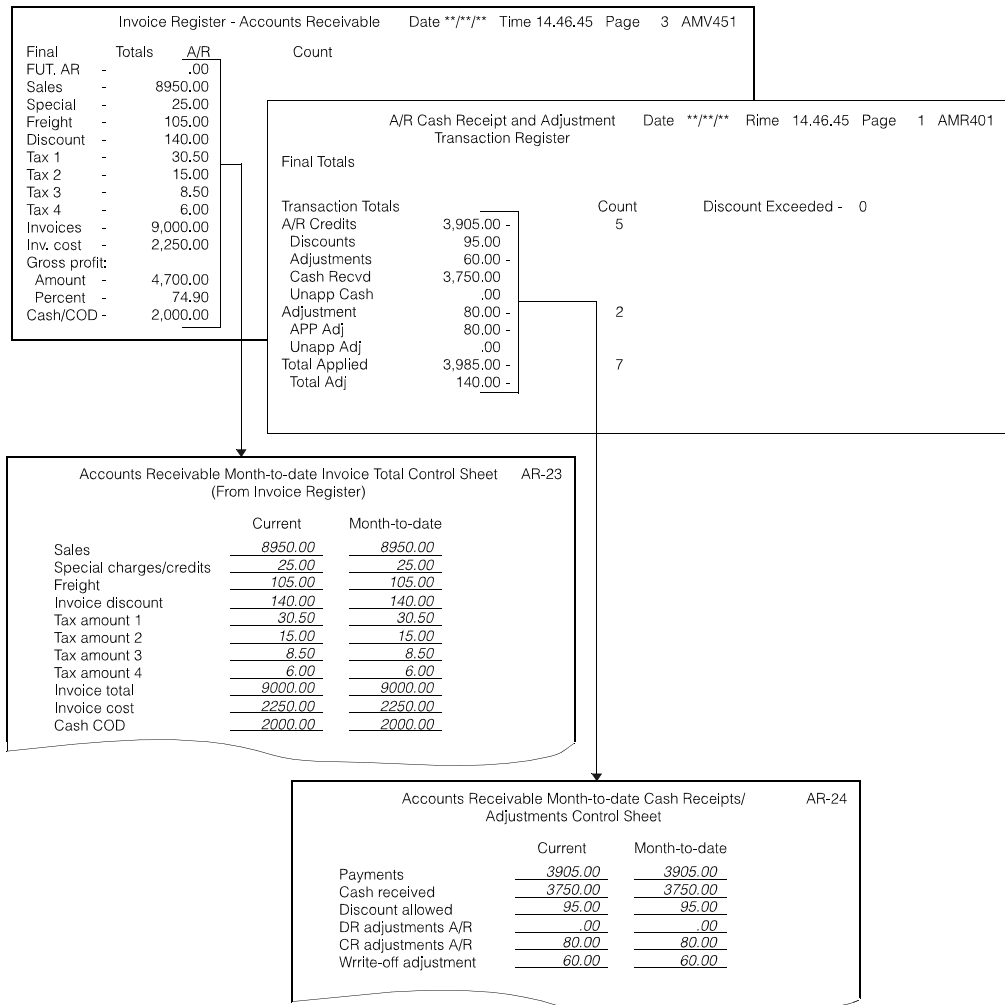 Invoice Register - Accounts Receivable Date **/**/** Time 14.46.45 Page 3 AMV451
Final Totals A/R Count
FUT. AR - .00
Sales - 8950.00
Special - 25.00
Freight - 105.00
Discount - 140.00
Tax 1 - 30.50
Tax 2 - 15.00
Tax 3 - 8.50
Tax 4 - 6.00
Invoices - 9,000.00
Inv. cost - 2,250.00
Gross profit:
Amount - 4,700.00
Percent - 74.90
Cash/COD - 2,000.00
A/R Cash Receipt and Adjustment Date **/**/** Rime 14.46.45 Page 1 AMR401
Transaction Register
Final Totals
Transaction Totals Count Discount Exceeded - 0
A/R Credits 3,905.00 - 5
Discounts 95.00
Adjustments 60.00 -
Cash Recvd 3,750.00
Unapp Cash .00
Adjustment 80.00 - 2
APP Adj 80.00 -
Unapp Adj .00
Total Applied 3,985.00 - 7
Total Adj 140.00 -
Accounts Receivable Month-to-date Invoice Total Control Sheet AR-23
(From Invoice Register)
Current Month-to-date
Sales 8950.00 8950.00
Special charges/credits 25.00 25.00
Freight 105.00 105.00
Invoice discount 140.00 140.00
Tax amount 1 30.50 30.50
Tax amount 2 15.00 15.00
Tax amount 3 8.50 8.50
Tax amount 4 6.00 6.00
Invoice total 9000.00 9000.00
Invoice cost 2250.00 2250.00
Cash COD 2000.00 2000.00
Accounts Receivable Month-to-date Cash Receipts/ AR-24
Adjustments Control Sheet
Current Month-to-date
Payments 3905.00 3905.00
Cash received 3750.00 3750.00
Discount allowed 95.00 95.00
DR adjustments A/R .00 .00
CR adjustments A/R 80.00 80.00
Wrrite-off adjustment 60.00 60.00